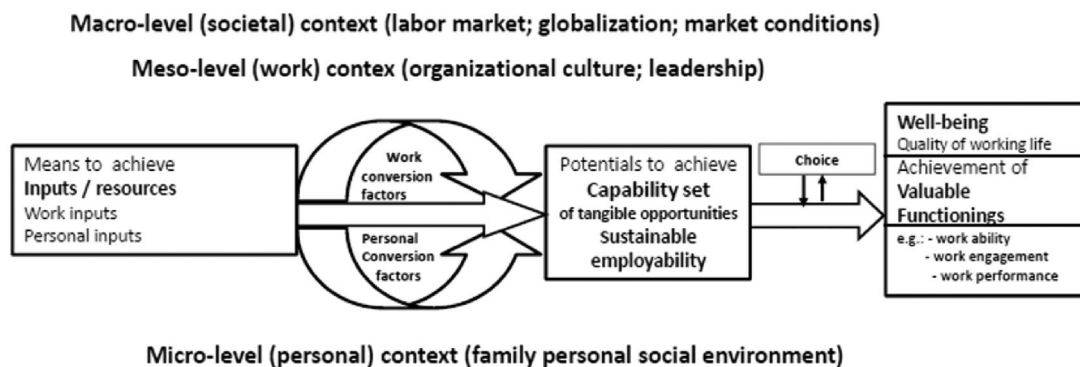 Macro-level (societal) context (labor market; globalization; market conditions)
Meso-level (work) contex (organizational culture; leadership)
Means to achieve
Inputs / resources
Work inputs
Personal inputs
Work
conversion
factors
Personal
Conversion
factors
Potentials to achieve
Capability set
of tangible opportunities
Sustainable
employability
Choice
Well-being
Quality of working life
Achievement of
Valuable
Functionings
e.g.: - work ability
- work engagement
- work performance
Micro-level (personal) context (family personal social environment)